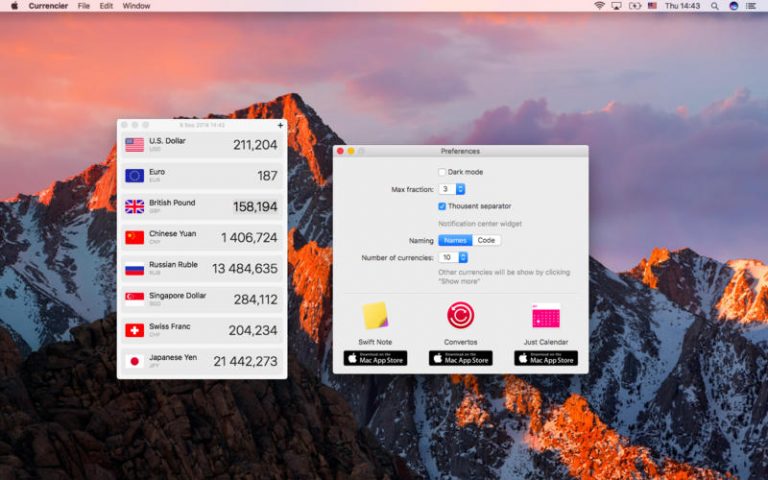 Currencier File Edit Window Thu 14:43
14:43
U.S. Dollar
USD
211,204
Euro
EUR
187
British Pound
GBP
158,194
Chinese Yuan
CNY
1 406,724
Russian Ruble
RUB
13 484,635
Singapore Dollar
SGD
284,112
Swiss Franc
CHF
204,234
Japanese Yen
JPY
21 442,273
Preferences
Dark mode
Max fraction: 3
Thousent separator
Notification center widget
Naming Names Code
Number of currencies: 10
Other currencies will be show by clicking
"Show more"
Swift Note Convertos Just Calendar
Download on the Download on the Download on the
Mac App Store Mac App Store Mac App Store